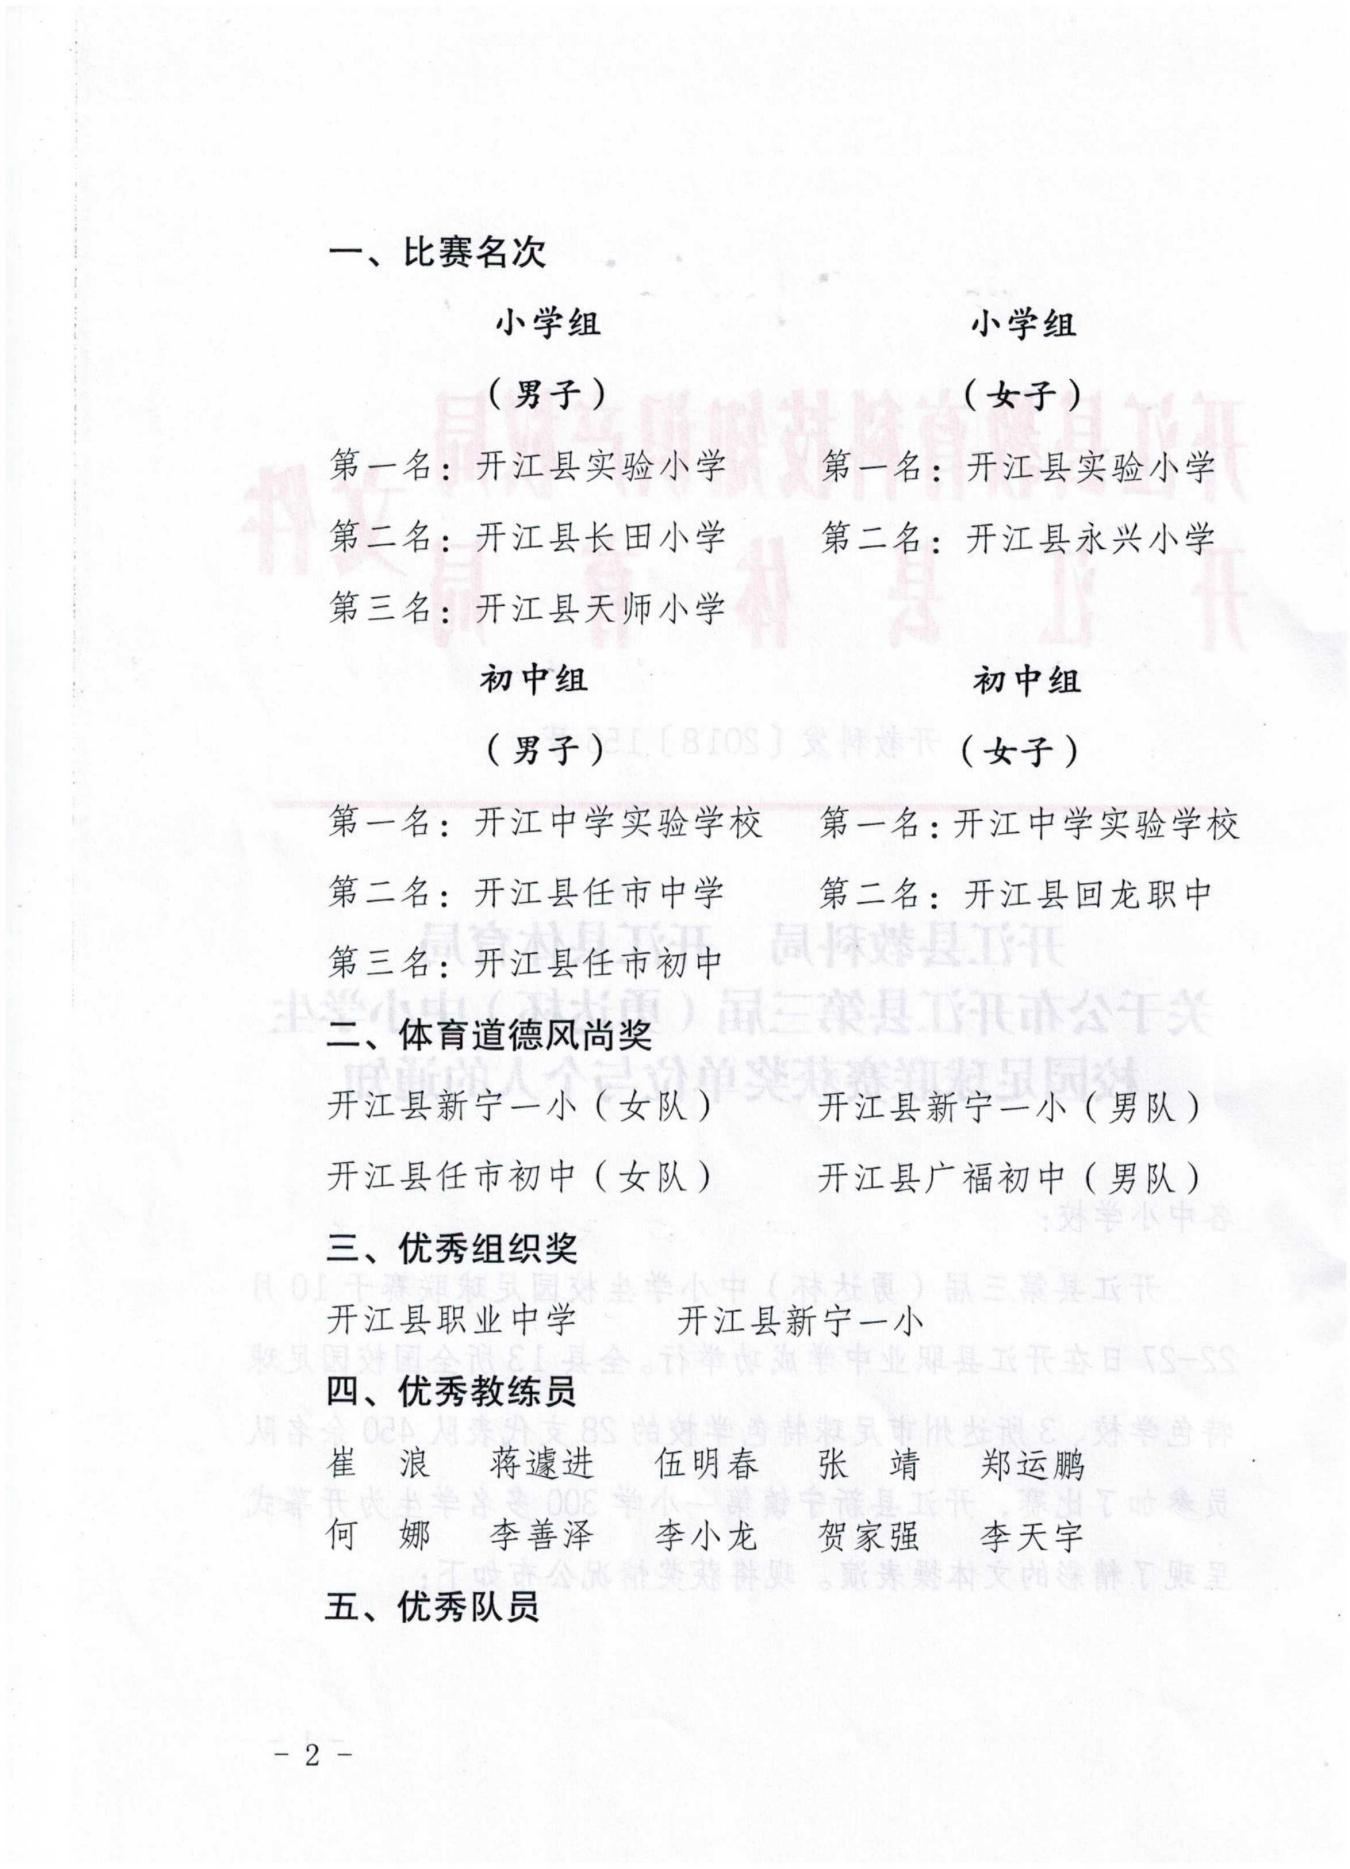 一、比赛名次
小学组 小学组
（男子） （女子）
第一名：开江县实验小学 第一名：开江县实验小学
第二名：开江县长田小学 第二名：开江县永兴小学
第三名：开江县天师小学
初中组 初中组
（男子） （女子）
第一名：开江中学实验学校 第一名：开江中学实验学校
第二名：开江县任市中学 第二名：开江县回龙职中
第三名：开江县任市初中
二、体育道德风尚奖
开江县新宁一小（女队） 开江县新宁一小（男队）
开江县任市初中（女队） 开江县广福初中（男队）
三、优秀组织奖
开江县职业中学 开江县新宁一小
四、优秀教练员
崔 浪 蒋遽进 伍明春 张 靖 郑运鹏
何 娜 李善泽 李小龙 贺家强 李天宇
五、优秀队员
- 2 -